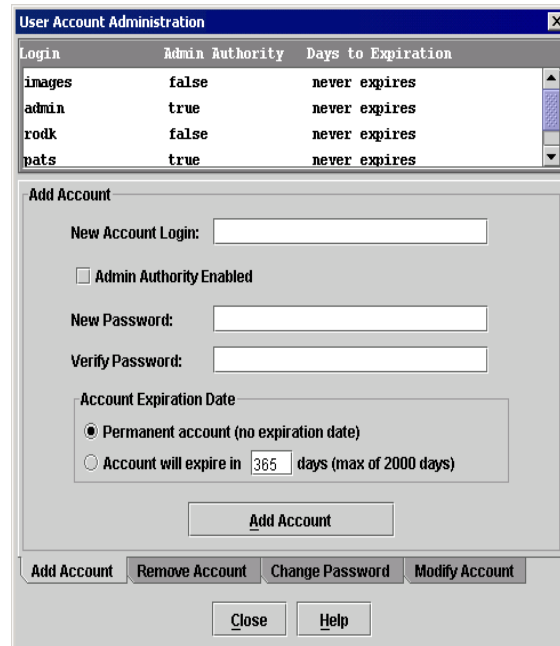 User Account Administration
Login Admin Authority Days to Expiration
images false never expires
admin true never expires
rodk false never expires
pats true never expires
Add Account
New Account Login:
Admin Authority Enabled
New Password:
Verify Password:
Account Expiration Date
Permanent account (no expiration date)
Account will expire in 365 days (max of 2000 days)
Add Account
Add Account Remove Account Change Password Modify Account
Close Help